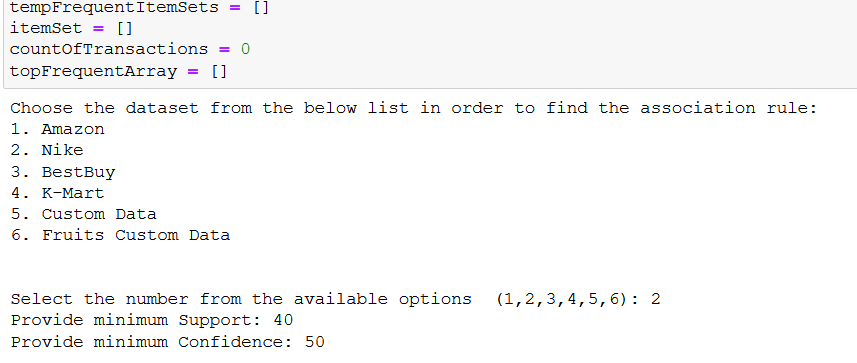 tempFrequentItemSets = []
itemSet = []
countOfTransactions = 0
topFrequentArray = []
Choose the dataset from the below list in order to find the association rule:
1. Amazon
2. Nike
3. BestBuy
4. K-Mart
5. Custom Data
6. Fruits Custom Data
Select the number from the available options  (1,2,3,4,5,6): 2
Provide minimum Support: 40
Provide minimum Confidence: 50